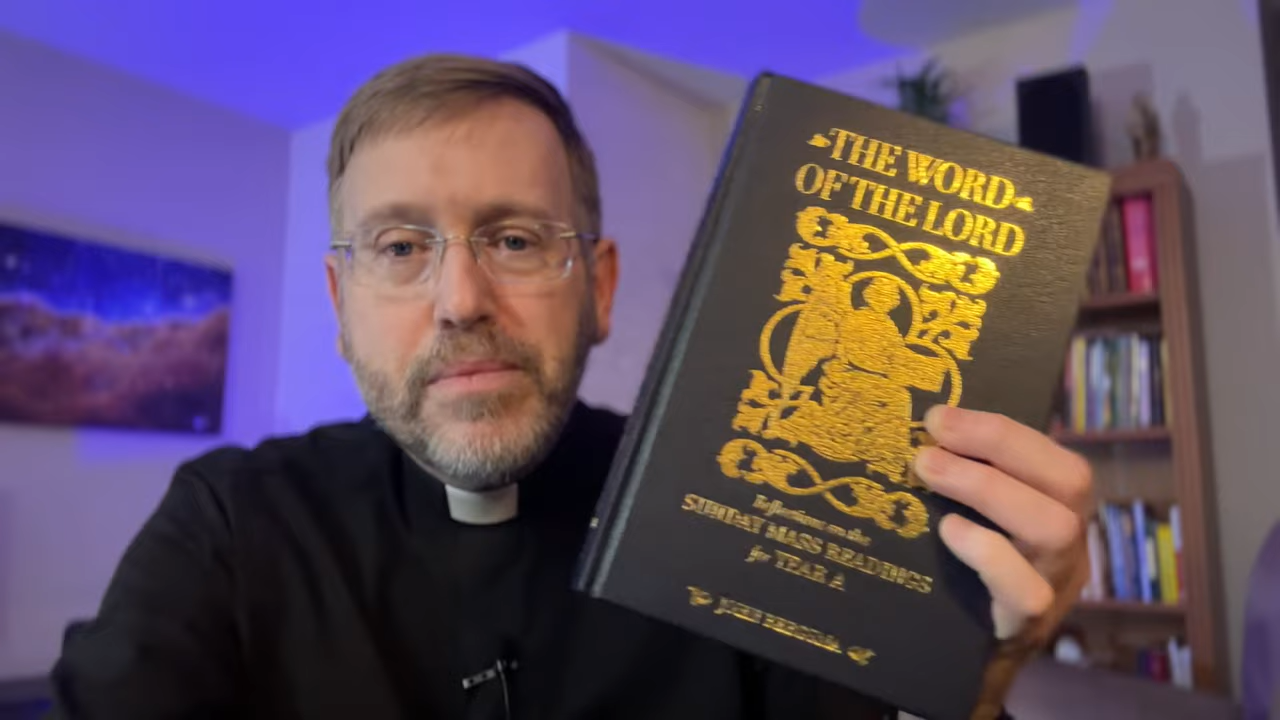 THE WORD
OF THE LORD
Reflections on the
SUNDAY MASS READINGS
for YEAR A
JOHN BERGSMA